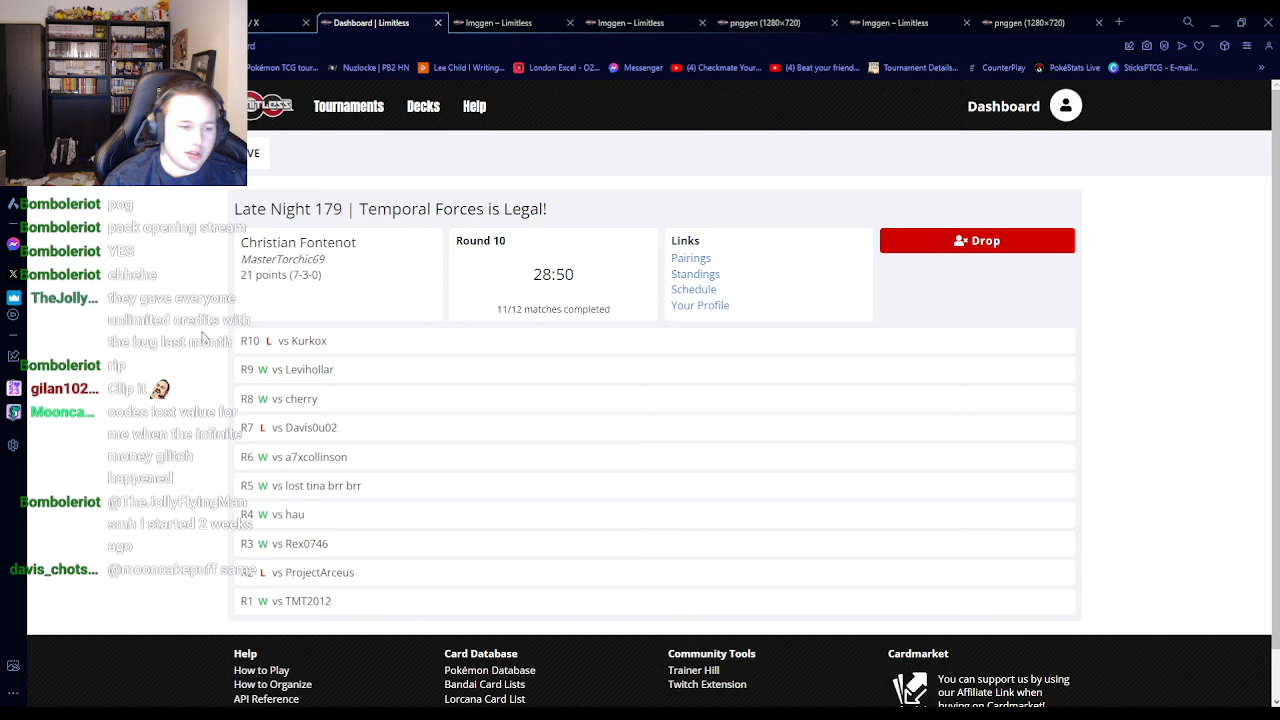 / X
Dashboard | Limitless
Imggen – Limitless
Imggen – Limitless
pnggen (1280×720)
Imggen – Limitless
pnggen (1280×720)
Pokémon TCG tour...
Nuzlocke | PB2 HN
Lee Child I Writing...
London Excel - O2...
Messenger
(4) Checkmate Your...
(4) Beat your friend...
Tournament Details...
CounterPlay
PokéStats Live
SticksPTCG - E-mail...
Tournaments
Decks
Help
Dashboard
VE
Late Night 179 | Temporal Forces is Legal!
Christian Fontenot
MasterTorchic69
21 points (7-3-0)
Round 10
28:50
11/12 matches completed
Links
Pairings
Standings
Schedule
Your Profile
Drop
R10 L vs Kurkox
R9 W vs Levihollar
R8 W vs cherry
R7 L vs Davis0u02
R6 W vs a7xcollinson
R5 W vs lost tina brr brr
R4 W vs hau
R3 W vs Rex0746
L vs ProjectArceus
R1 W vs TMT2012
Bomboleriot pog
Bomboleriot pack opening stream
Bomboleriot YES
Bomboleriot ehhehe
TheJolly... they gave everyone
unlimited credits with
the bug last month
Bomboleriot rip
gilan102... Clip it
Moonca... codes lost value for
me when the infinite
money glitch
happened
Bomboleriot @TheJollyFlyingMan
smh i started 2 weeks
ago
davis_chots... @mooncakepuff same
Help
How to Play
How to Organize
API Reference
Card Database
Pokémon Database
Bandai Card Lists
Lorcana Card List
Community Tools
Trainer Hill
Twitch Extension
Cardmarket
You can support us by using
our Affiliate Link when
buying on Cardmarket!